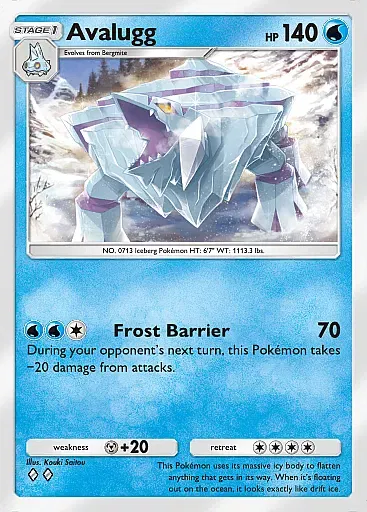 STAGE 1 Avalugg HP 140
Evolves from Bergmite
NO. 0713 Iceberg Pokémon HT: 6'7" WT: 1113.3 lbs.
Frost Barrier 70
During your opponent's next turn, this Pokémon takes
−20 damage from attacks.
weakness +20 retreat
Illus. Kouki Saitou
This Pokémon uses its massive icy body to flatten
anything that gets in its way. When it's floating
out on the ocean, it looks exactly like drift ice.